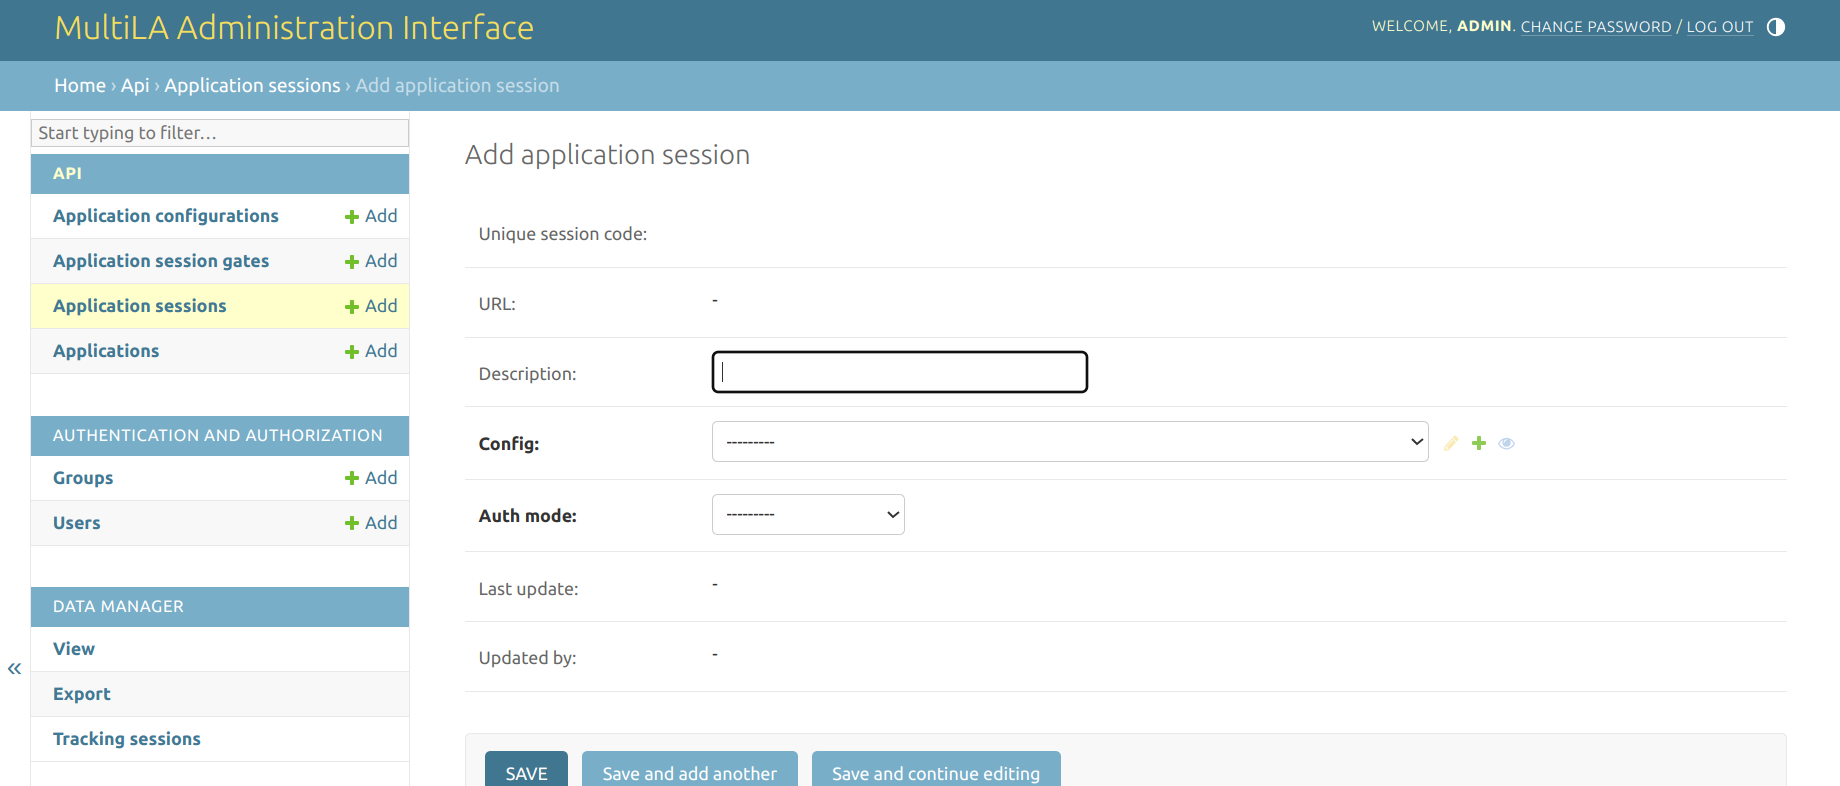 MultiLA Administration Interface
WELCOME, ADMIN. CHANGE PASSWORD / LOG OUT
Home › Api › Application sessions › Add application session
Start typing to filter…
API
Application configurations Add
Application session gates Add
Application sessions Add
Applications Add
AUTHENTICATION AND AUTHORIZATION
Groups Add
Users Add
DATA MANAGER
View
Export
Tracking sessions
«
Add application session
Unique session code:
URL: -
Description:
Config: ---------
Auth mode: ---------
Last update: -
Updated by: -
SAVE Save and add another Save and continue editing